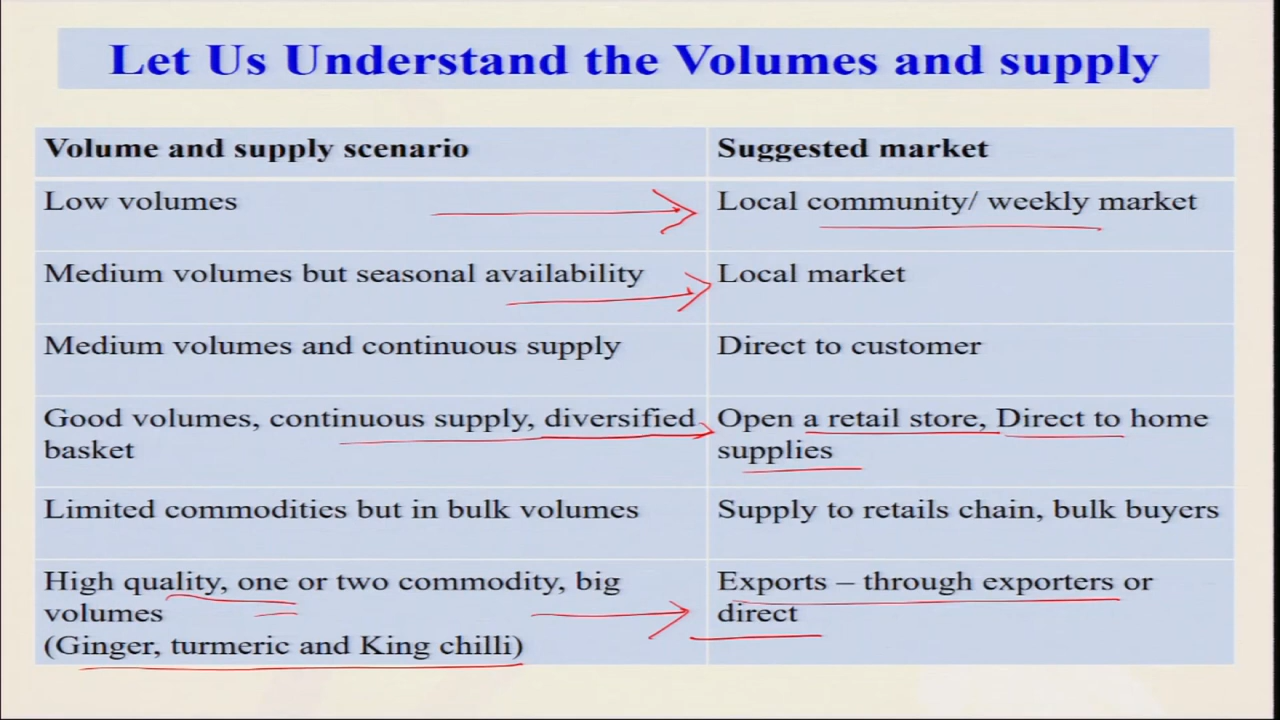 Let Us Understand the Volumes and supply
Volume and supply scenario
Suggested market
Low volumes
Local community/ weekly market
Medium volumes but seasonal availability
Local market
Medium volumes and continuous supply
Direct to customer
Good volumes, continuous supply, diversified
basket
Open a retail store, Direct to home
supplies
Limited commodities but in bulk volumes
Supply to retails chain, bulk buyers
High quality, one or two commodity, big
volumes
(Ginger, turmeric and King chilli)
Exports – through exporters or
direct